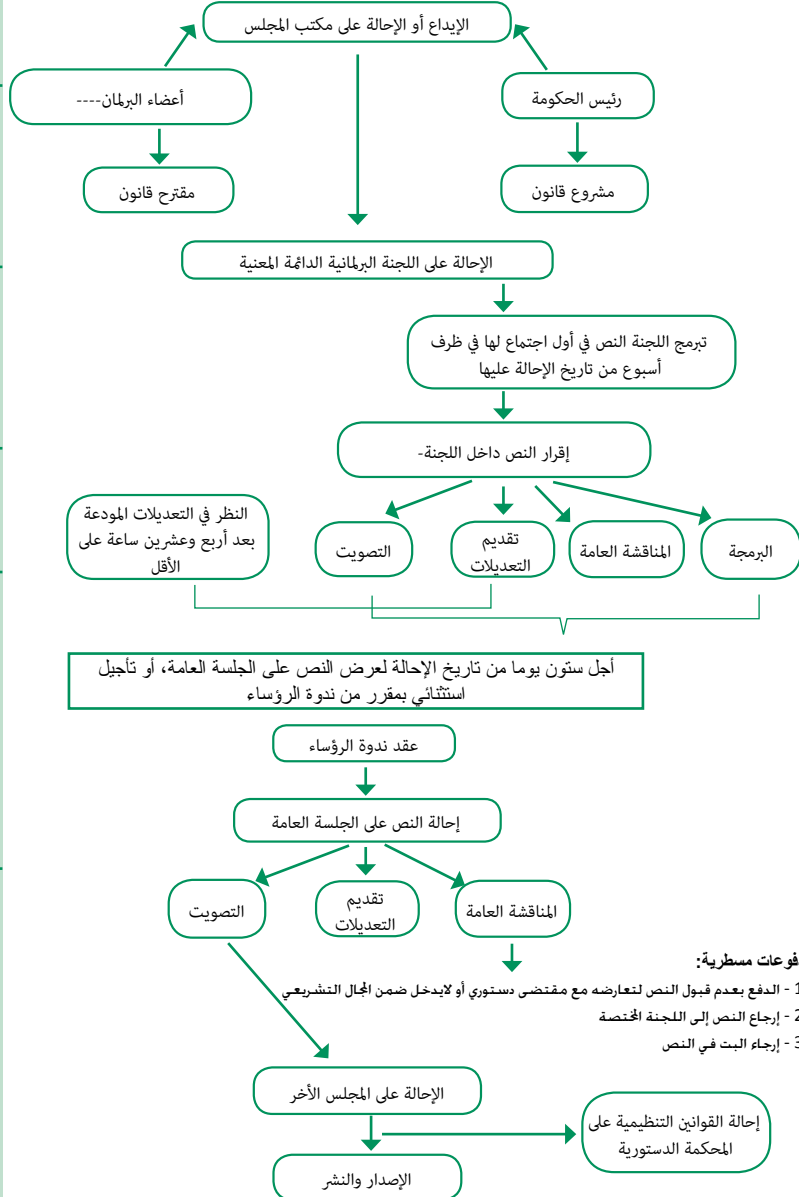 الإيداع أو الإحالة على مكتب المجلس
رئيس الحكومة
أعضاء البرلمان----
مشروع قانون
مقترح قانون
الإحالة على اللجنة البرلمانية الدائمة المعنية
تبرمج اللجنة النص في أول اجتماع لها في ظرف
أسبوع من تاريخ الإحالة عليها
إقرار النص داخل اللجنة-
البرمجة
المناقشة العامة
تقديم
التعديلات
التصويت
النظر في التعديلات المودعة
بعد أربع وعشرين ساعة على
الأقل
أجل ستون يوما من تاريخ الإحالة لعرض النص على الجلسة العامة، أو تأجيل
استثنائي بمقرر من ندوة الرؤساء
عقد ندوة الرؤساء
إحالة النص على الجلسة العامة
المناقشة العامة
تقديم
التعديلات
التصويت
فوعات مسطرية:
1 - الدفع بعدم قبول النص لتعارضه مع مقتضى دستوري أو لايدخل ضمن المجال التشريعي
2 - إرجاع النص إلى اللجنة المختصة
3 - إرجاء البت في النص
الإحالة على المجلس الأخر
إحالة القوانين التنظيمية على
المحكمة الدستورية
الإصدار والنشر